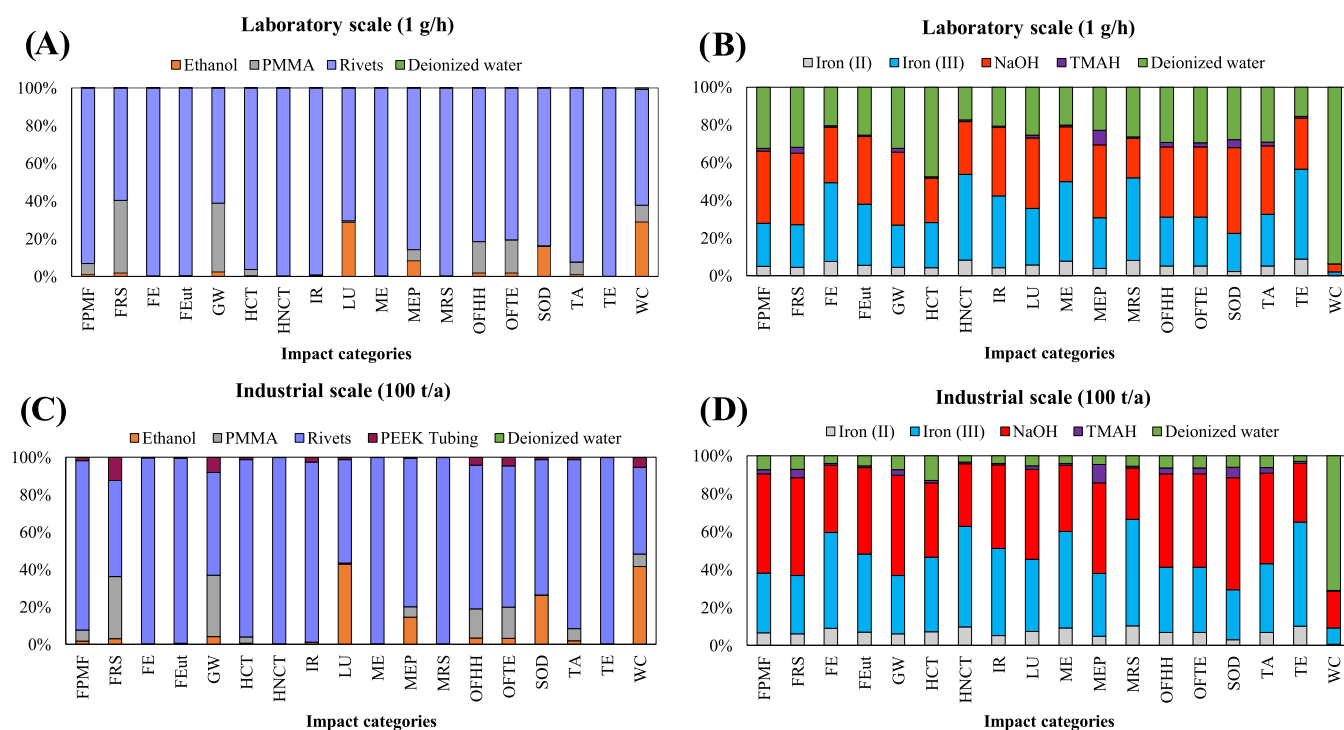 (A)
Laboratory scale (1 g/h)
Ethanol PMMA Rivets Deionized water
100%
80%
60%
40%
20%
0%
FPMF FRS FE FEut GW HCT HNCT IR LU ME MEP MRS OFHH OFTE SOD TA TE WC
Impact categories
(B)
Laboratory scale (1 g/h)
Iron (II) Iron (III) NaOH TMAH Deionized water
100%
80%
60%
40%
20%
0%
FPMF FRS FE FEut GW HCT HNCT IR LU ME MEP MRS OFHH OFTE SOD TA TE WC
Impact categories
(C)
Industrial scale (100 t/a)
Ethanol PMMA Rivets PEEK Tubing Deionized water
100%
80%
60%
40%
20%
0%
FPMF FRS FE FEut GW HCT HNCT IR LU ME MEP MRS OFHH OFTE SOD TA TE WC
Impact categories
(D)
Industrial scale (100 t/a)
Iron (II) Iron (III) NaOH TMAH Deionized water
100%
80%
60%
40%
20%
0%
FPMF FRS FE FEut GW HCT HNCT IR LU ME MEP MRS OFHH OFTE SOD TA TE WC
Impact categories